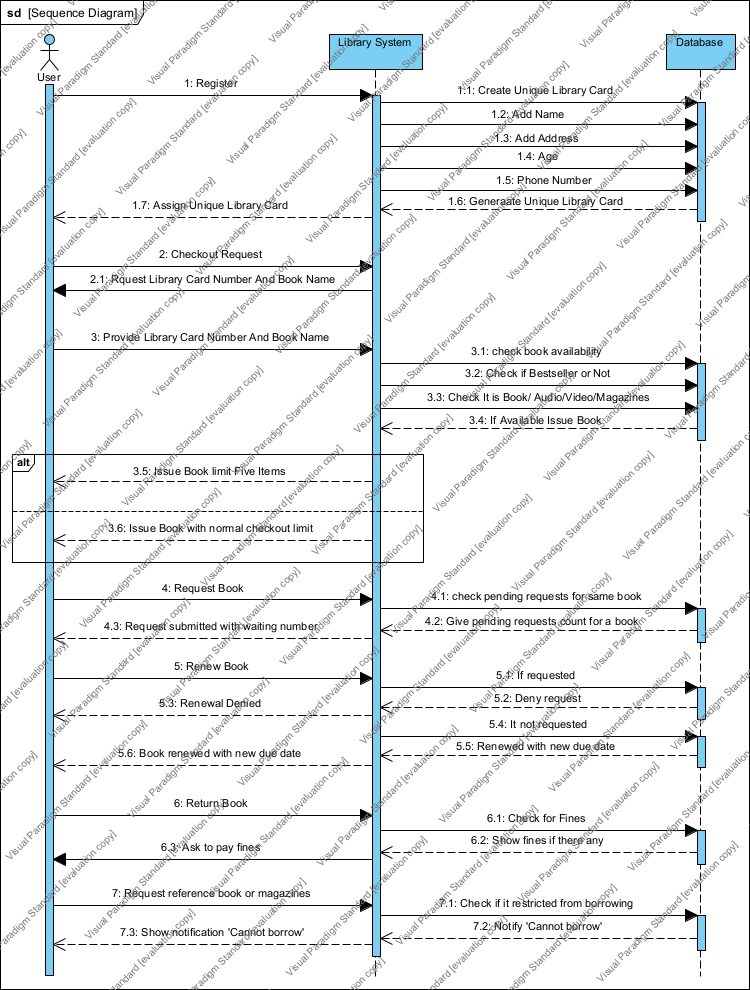 sd [Sequence Diagram]
User
Library System
Database
1: Register
1.1: Create Unique Library Card
1.2: Add Name
1.3: Add Address
1.4: Age
1.5: Phone Number
1.6: Generaate Unique Library Card
1.7: Assign Unique Library Card
2: Checkout Request
2.1: Rquest Library Card Number And Book Name
3: Provide Library Card Number And Book Name
3.1: check book availability
3.2: Check if Bestseller or Not
3.3: Check It is Book/ Audio/Video/Magazines
3.4: If Available Issue Book
alt
3.5: Issue Book limit Five Items
3.6: Issue Book with normal checkout limit
4: Request Book
4.1: check pending requests for same book
4.2: Give pending requests count for a book
4.3: Request submitted with waiting number
5: Renew Book
5.1: If requested
5.2: Deny request
5.3: Renewal Denied
5.4: It not requested
5.5: Renewed with new due date
5.6: Book renewed with new due date
6: Return Book
6.1: Check for Fines
6.2: Show fines if there any
6.3: Ask to pay fines
7: Request reference book or magazines
7.1: Check if it restricted from borrowing
7.2: Notify 'Cannot borrow'
7.3: Show notification 'Cannot borrow'
Visual Paradigm Standard [evaluation copy]